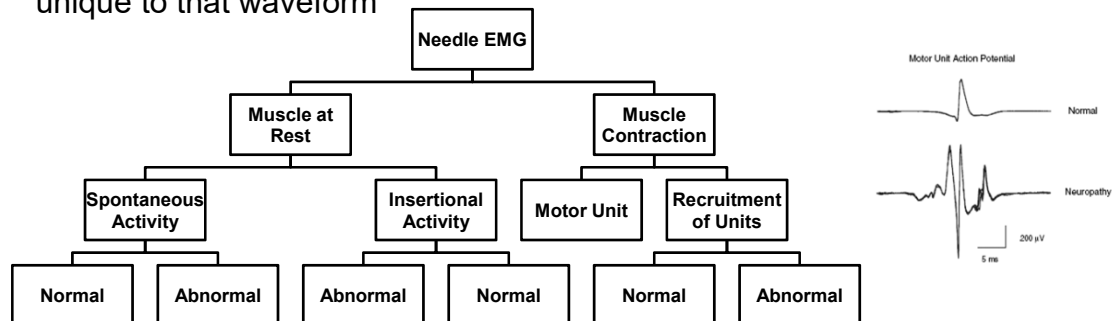 unique to that waveform
Needle EMG
Muscle at
Rest
Muscle
Contraction
Spontaneous
Activity
Insertional
Activity
Motor Unit
Recruitment
of Units
Normal
Abnormal
Abnormal
Normal
Normal
Abnormal
Motor Unit Action Potential
Normal
Neuropathy
200 μV
5 ms